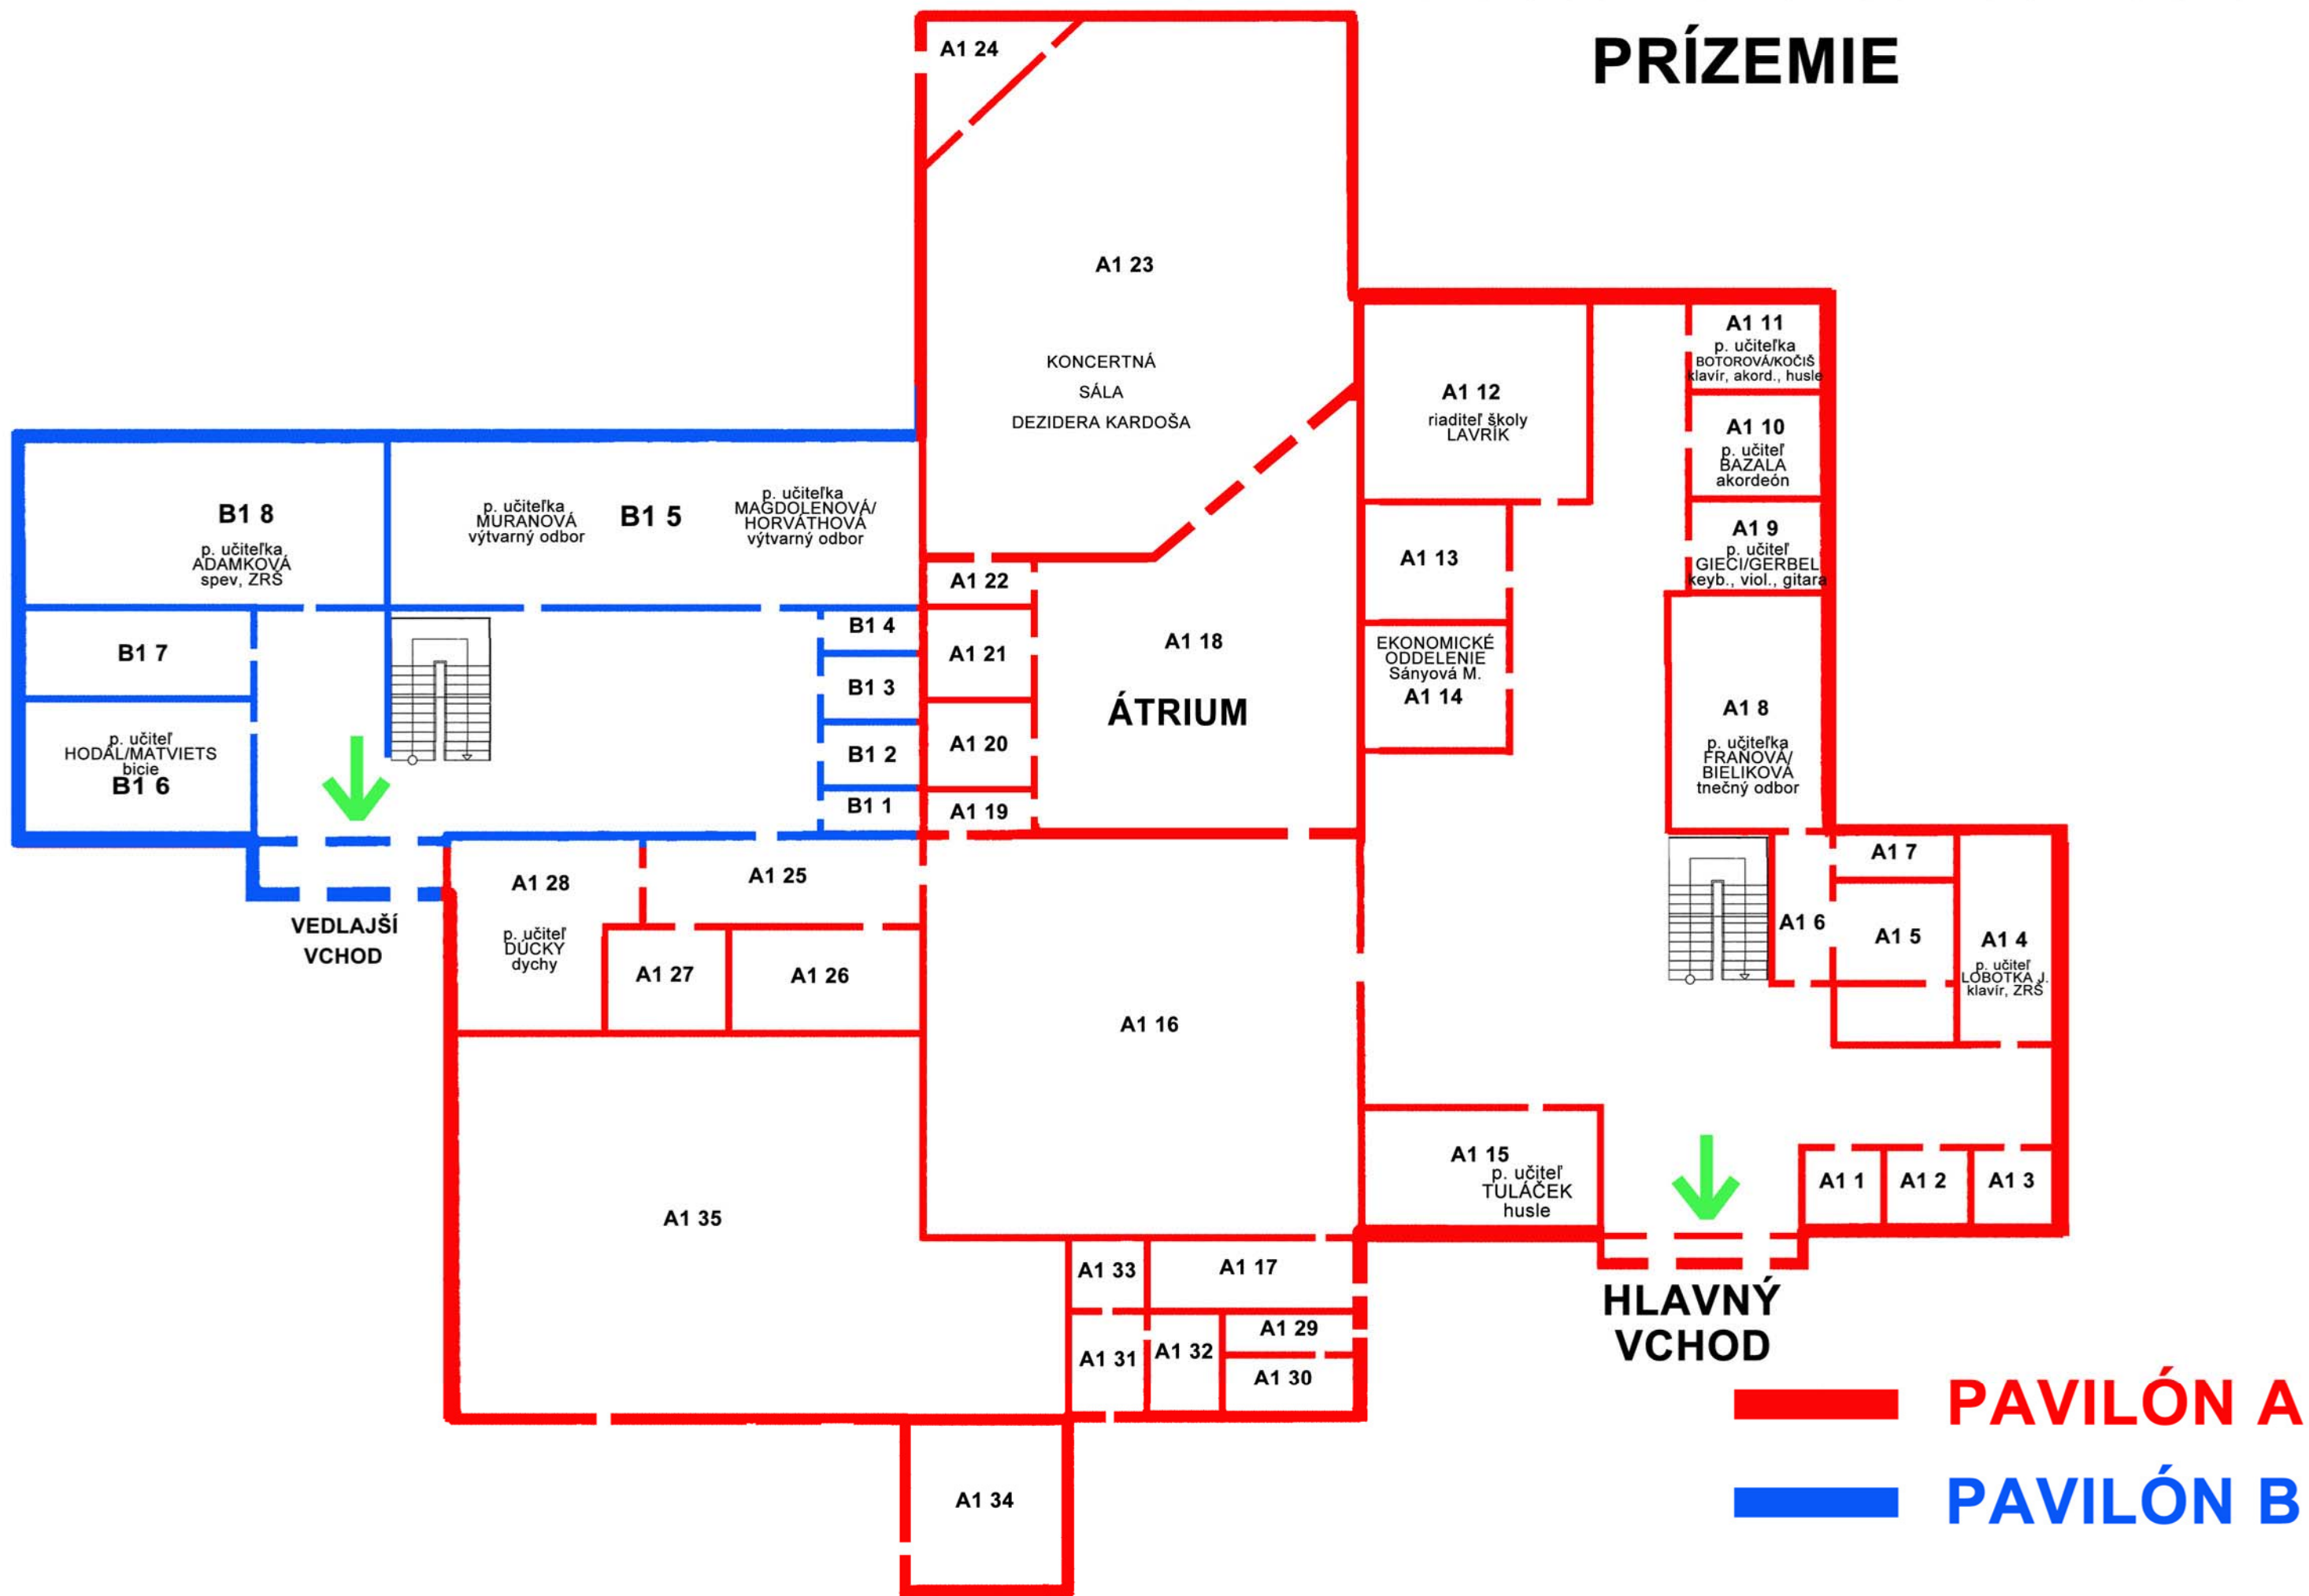 PRÍZEMIE
A1 24
A1 23
KONCERTNÁ
SÁLA
DEZIDERA KARDOŠA
A1 11
p. učiteľka
BOTOROVÁ/KOČIŠ
klavír, akord., husle
A1 12
riaditeľ školy
LAVRÍK
A1 10
p. učiteľ
BAZALA
akordeón
A1 9
p. učiteľ
GIECI/GERBEL
keyb., viol., gitara
A1 13
EKONOMICKÉ
ODDELENIE
Sányová M.
A1 14
A1 8
p. učiteľka
FRAŇOVÁ/
BIELIKOVÁ
tnečný odbor
B1 8
p. učiteľka
ADAMKOVÁ
spev, ZRŠ
p. učiteľka
MURANOVÁ
výtvarný odbor
B1 5
p. učiteľka
MAGDOLENOVÁ/
HORVÁTHOVÁ
výtvarný odbor
B1 7
p. učiteľ
HODÁL/MATVIETS
bicie
B1 6
B1 4
B1 3
B1 2
B1 1
A1 22
A1 21
A1 20
A1 19
A1 18
ÁTRIUM
VEDLAJŠÍ
VCHOD
A1 28
p. učiteľ
DUCKY
dychy
A1 25
A1 27
A1 26
A1 16
A1 7
A1 6
A1 5
A1 4
p. učiteľ
LOBOTKA J.
klavír, ZRŠ
A1 15
p. učiteľ
TULÁČEK
husle
A1 1
A1 2
A1 3
A1 35
A1 33
A1 17
A1 29
A1 31
A1 32
A1 30
A1 34
HLAVNÝ
VCHOD
PAVILÓN A
PAVILÓN B